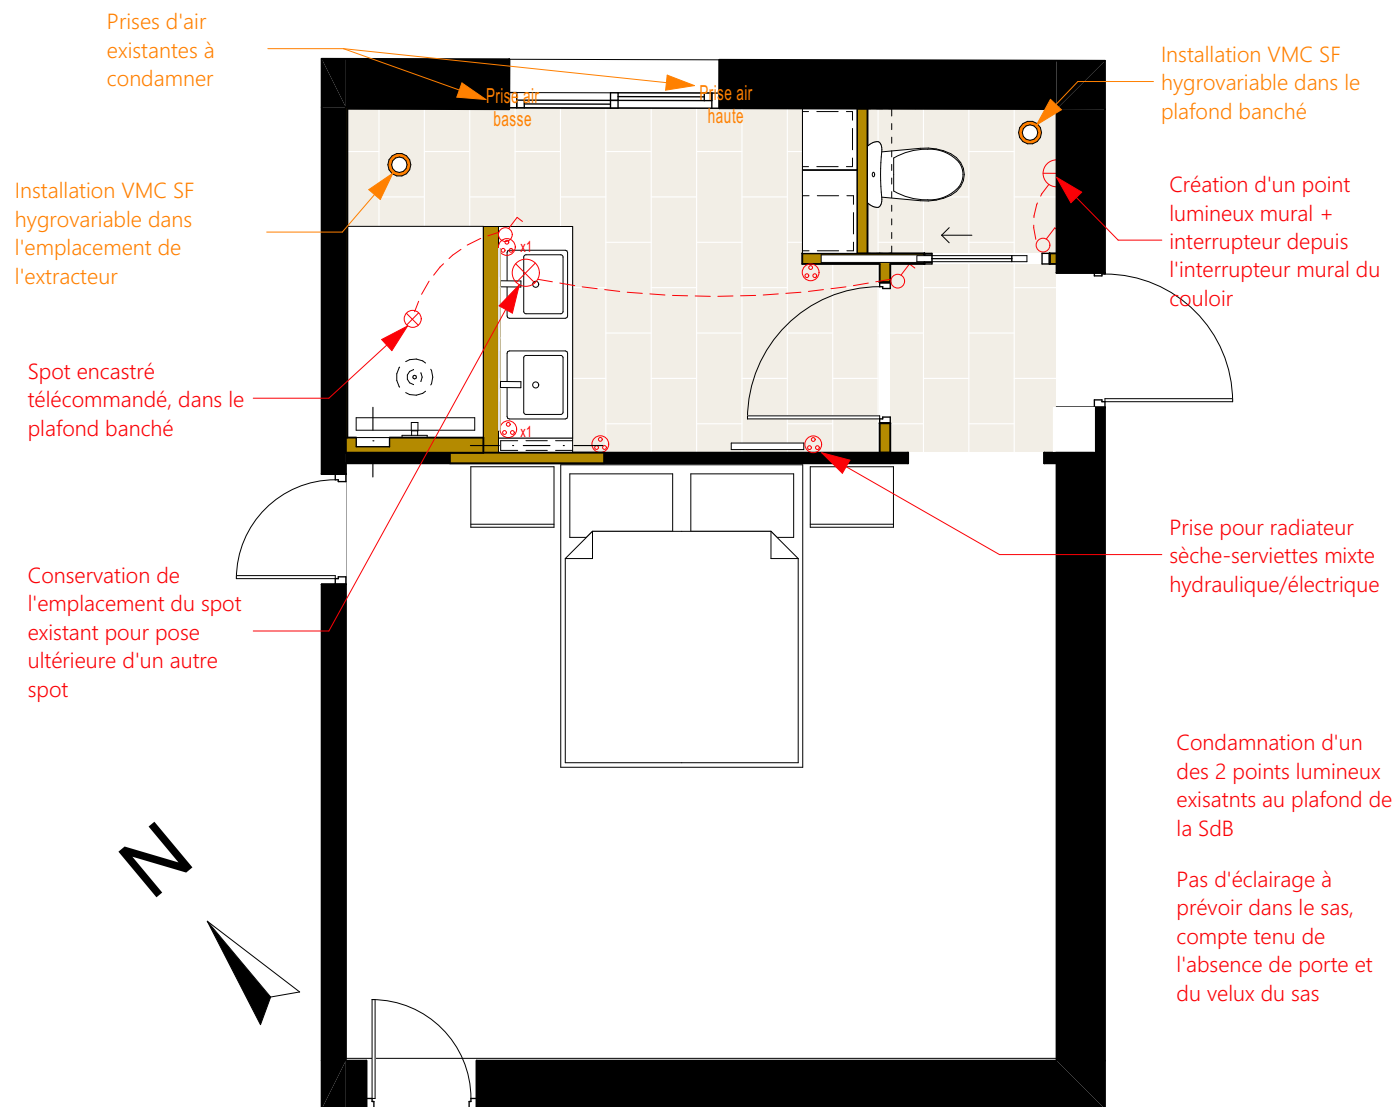 Prises d'air
existantes à
condamner
Prise air
basse
Prise air
haute
Installation VMC SF
hygrovariable dans le
plafond banché
Installation VMC SF
hygrovariable dans
l'emplacement de
l'extracteur
Création d'un point
lumineux mural +
interrupteur depuis
l'interrupteur mural du
couloir
x1
x1
Spot encastré
télécommandé, dans le
plafond banché
Prise pour radiateur
sèche-serviettes mixte
hydraulique/électrique
Conservation de
l'emplacement du spot
existant pour pose
ultérieure d'un autre
spot
Condamnation d'un
des 2 points lumineux
exisatnts au plafond de
la SdB
Pas d'éclairage à
prévoir dans le sas,
compte tenu de
l'absence de porte et
du velux du sas
N